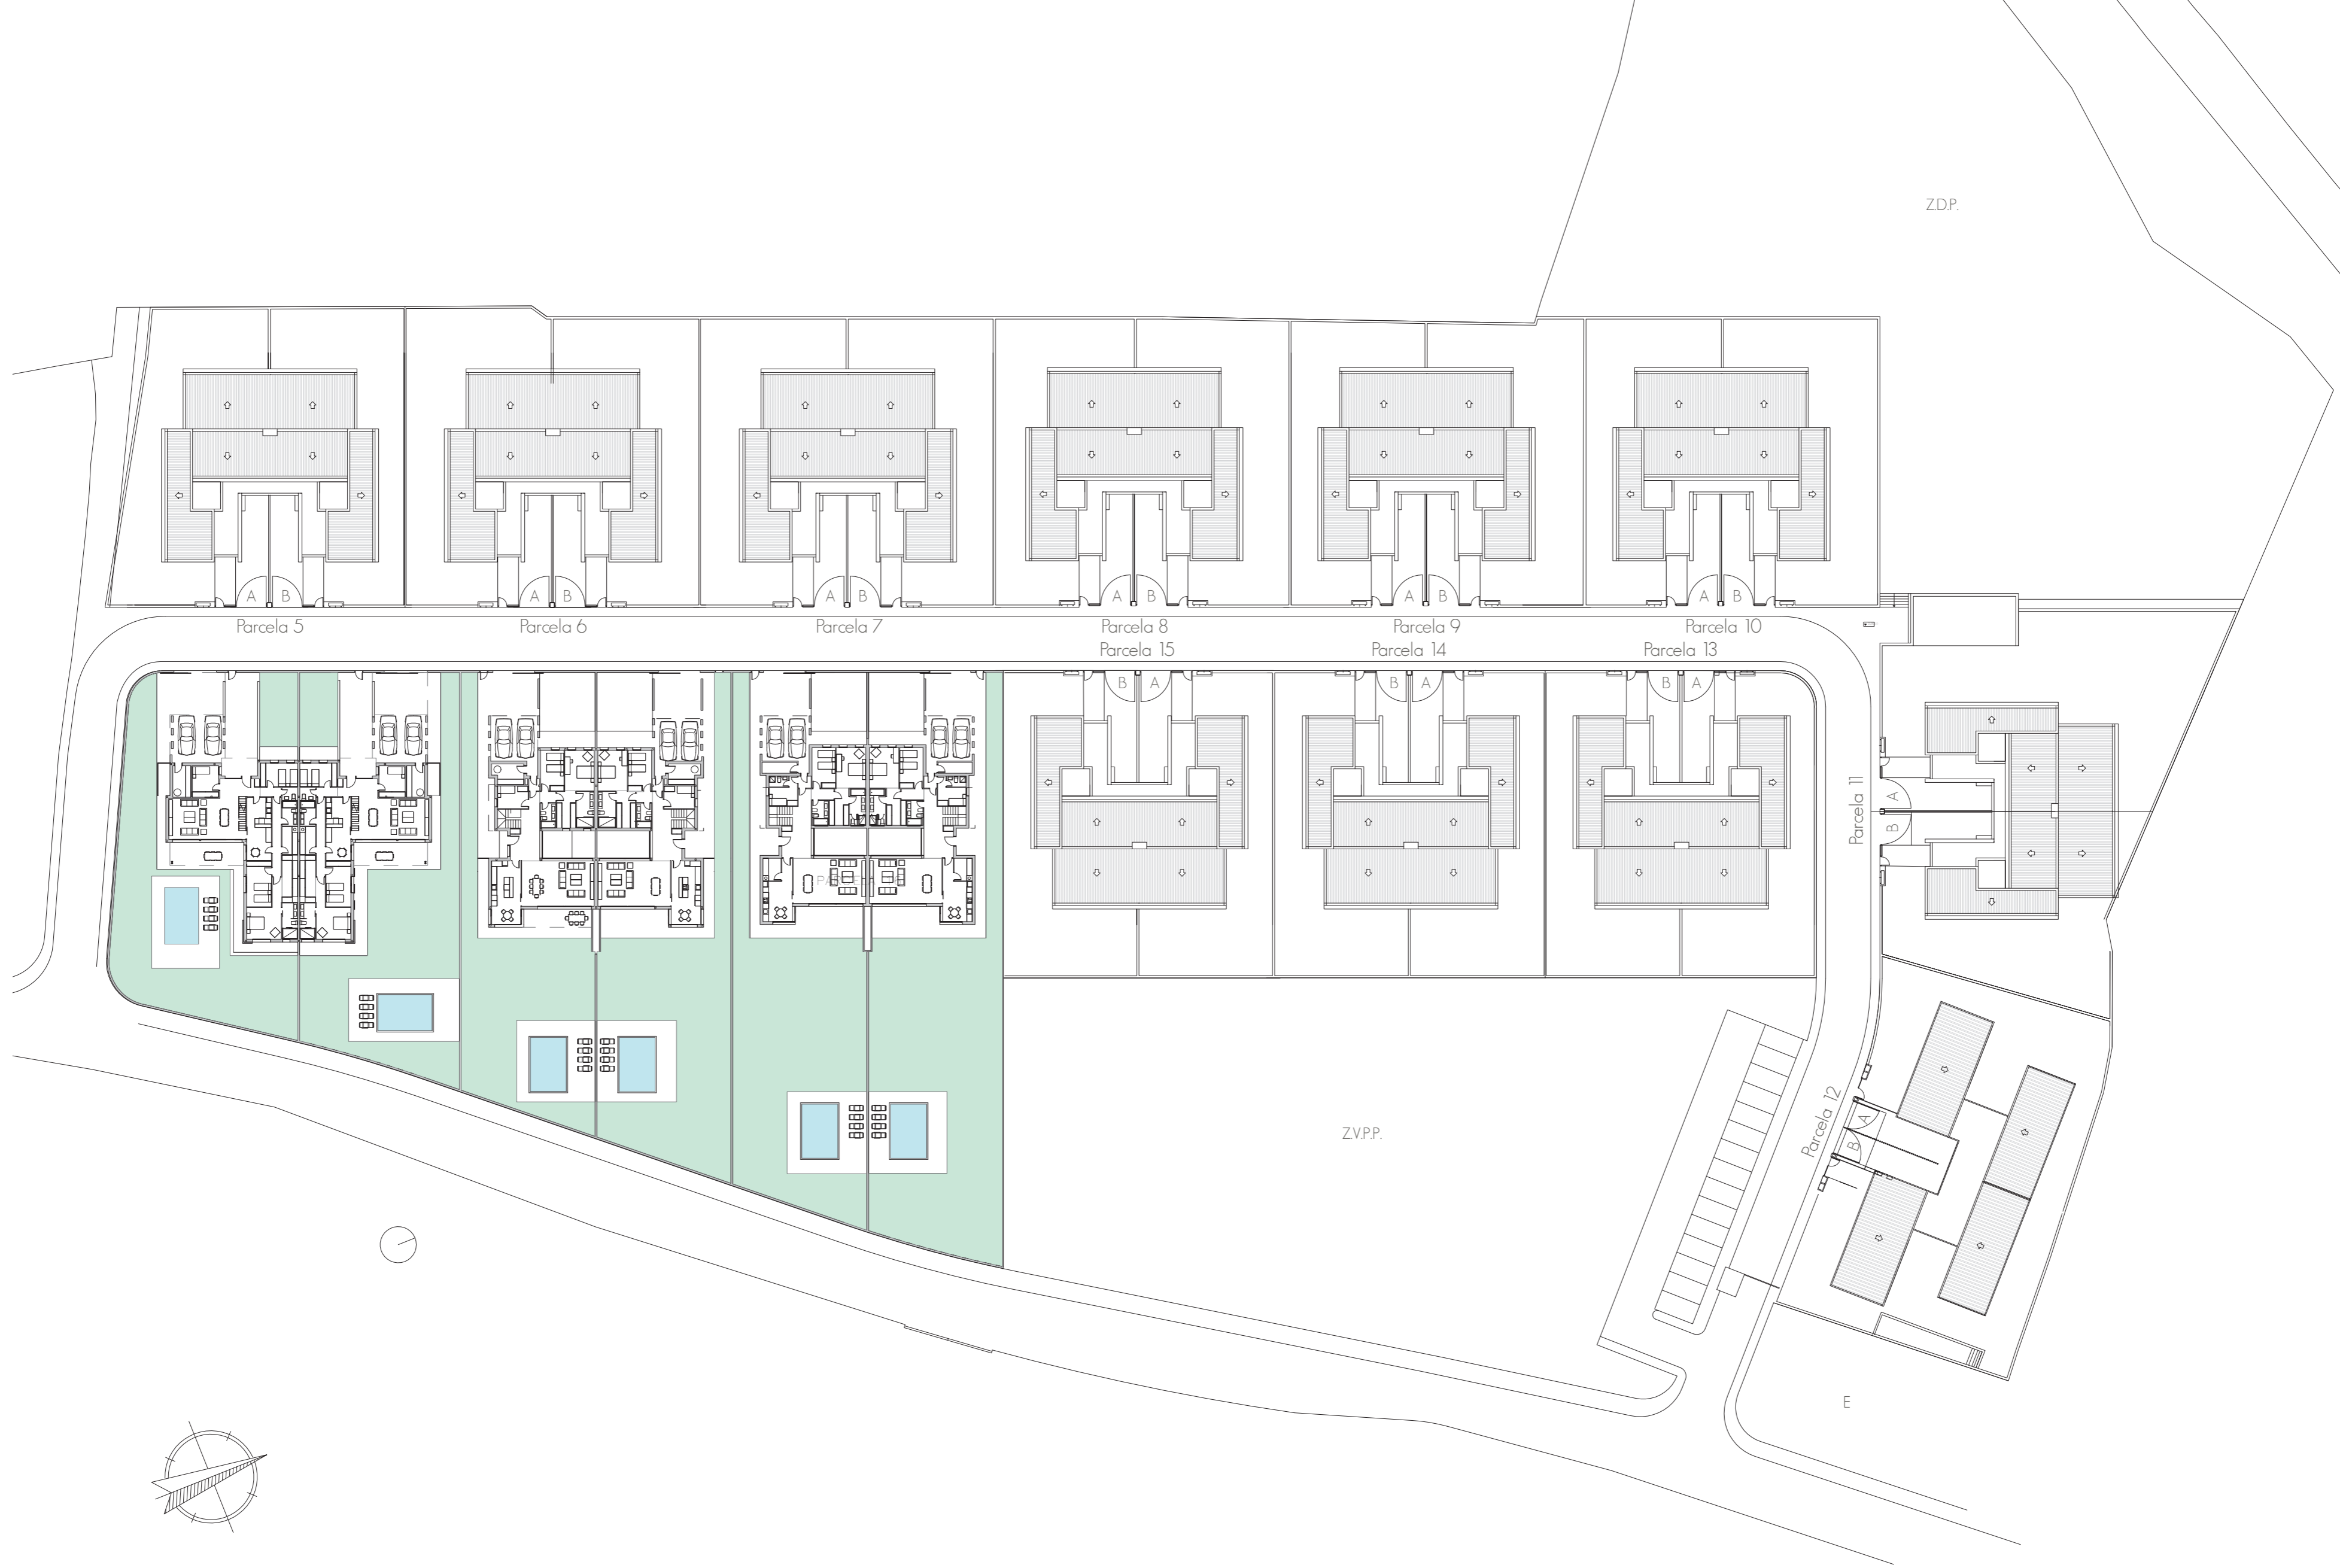 Z.D.P.
A B
A B
A B
A B
A B
A B
Parcela 5
Parcela 6
Parcela 7
Parcela 8
Parcela 9
Parcela 10
Parcela 15
Parcela 14
Parcela 13
B A
B A
B A
Parcela 11
A
B
Parcela 12
A
B
Z.V.P.P.
E